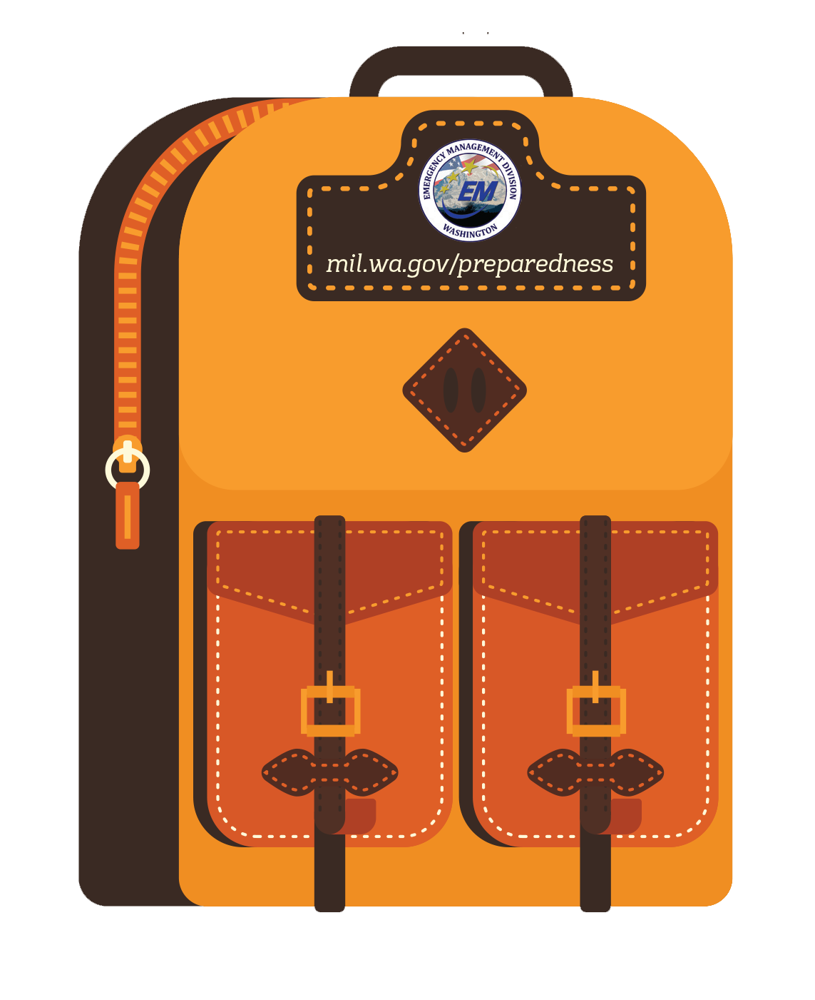 EMERGENCY MANAGEMENT DIVISION
EM
WASHINGTON
mil.wa.gov/preparedness